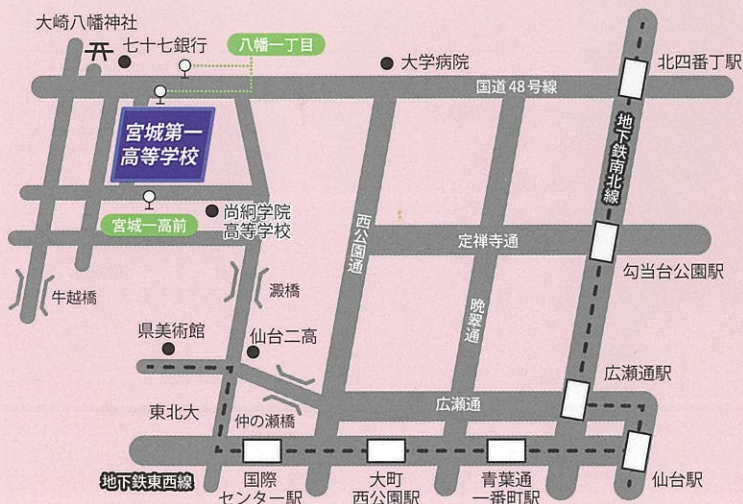 大崎八幡神社
七十七銀行
八幡一丁目
大学病院
北四番丁駅
国道48号線
宮城第一
高等学校
地下鉄南北線
尚絅学院
高等学校
宮城一高前
西公園通
定禅寺通
勾当台公園駅
牛越橋
澱橋
晩翠通
県美術館
仙台二高
広瀬通駅
東北大
仲の瀬橋
広瀬通
地下鉄東西線
国際
センター駅
大町
西公園駅
青葉通
一番町駅
仙台駅